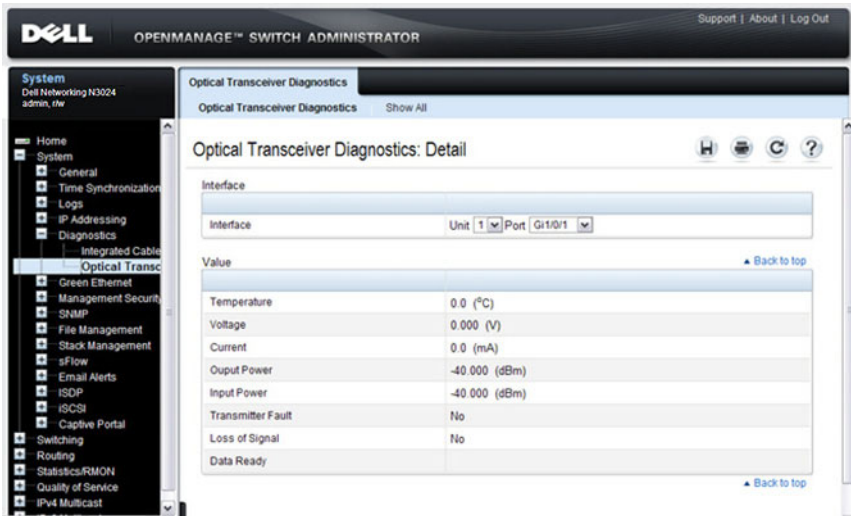 DELL
OPENMANAGE™ SWITCH ADMINISTRATOR
Support | About | Log Out
System
Dell Networking N3024
admin, r/w
Home
System
General
Time Synchronization
Logs
IP Addressing
Diagnostics
Integrated Cable
Optical Transc
Green Ethernet
Management Security
SNMP
File Management
Stack Management
sFlow
Email Alerts
ISDP
iSCSI
Captive Portal
Switching
Routing
Statistics/RMON
Quality of Service
IPv4 Multicast
Optical Transceiver Diagnostics
Optical Transceiver Diagnostics Show All
Optical Transceiver Diagnostics: Detail
Interface
Interface Unit 1 Port Gi1/0/1
Value ▲ Back to top
Temperature 0.0 (°C)
Voltage 0.000 (V)
Current 0.0 (mA)
Ouput Power -40.000 (dBm)
Input Power -40.000 (dBm)
Transmitter Fault No
Loss of Signal No
Data Ready
▲ Back to top